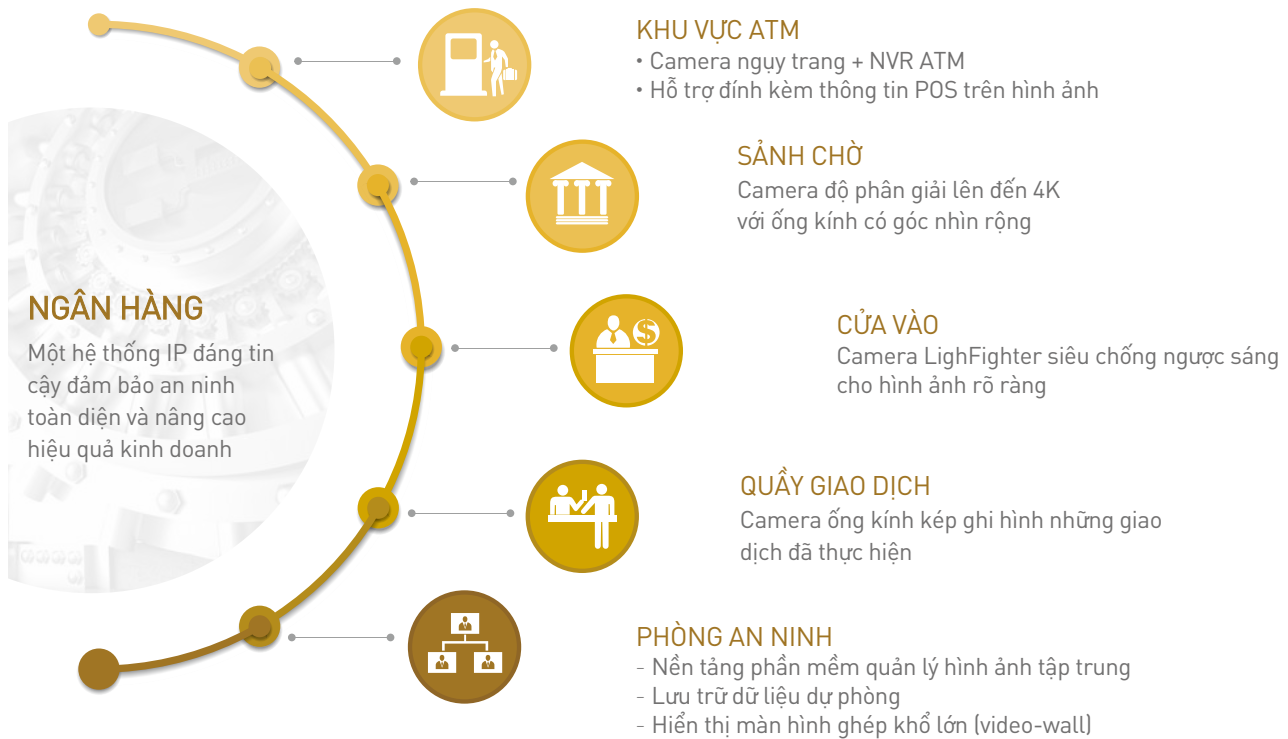 KHU VỰC ATM
• Camera ngụy trang + NVR ATM
• Hỗ trợ đính kèm thông tin POS trên hình ảnh
SẢNH CHỜ
Camera độ phân giải lên đến 4K
với ống kính có góc nhìn rộng
NGÂN HÀNG
Một hệ thống IP đáng tin
cậy đảm bảo an ninh
toàn diện và nâng cao
hiệu quả kinh doanh
CỬA VÀO
Camera LighFighter siêu chống ngược sáng
cho hình ảnh rõ ràng
QUẦY GIAO DỊCH
Camera ống kính kép ghi hình những giao
dịch đã thực hiện
PHÒNG AN NINH
- Nền tảng phần mềm quản lý hình ảnh tập trung
- Lưu trữ dữ liệu dự phòng
- Hiển thị màn hình ghép khổ lớn (video-wall)